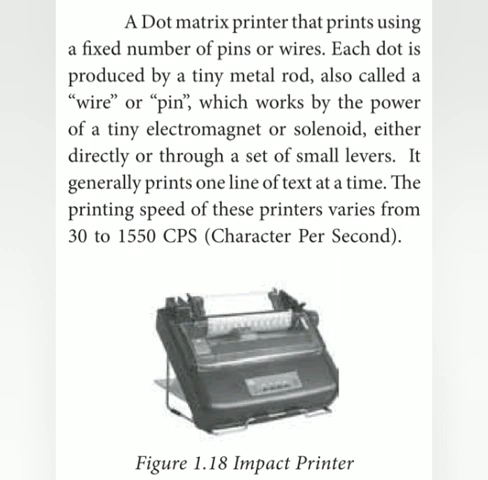 A Dot matrix printer that prints using
a fixed number of pins or wires. Each dot is
produced by a tiny metal rod, also called a
“wire” or “pin”, which works by the power
of a tiny electromagnet or solenoid, either
directly or through a set of small levers. It
generally prints one line of text at a time. The
printing speed of these printers varies from
30 to 1550 CPS (Character Per Second).
Figure 1.18 Impact Printer